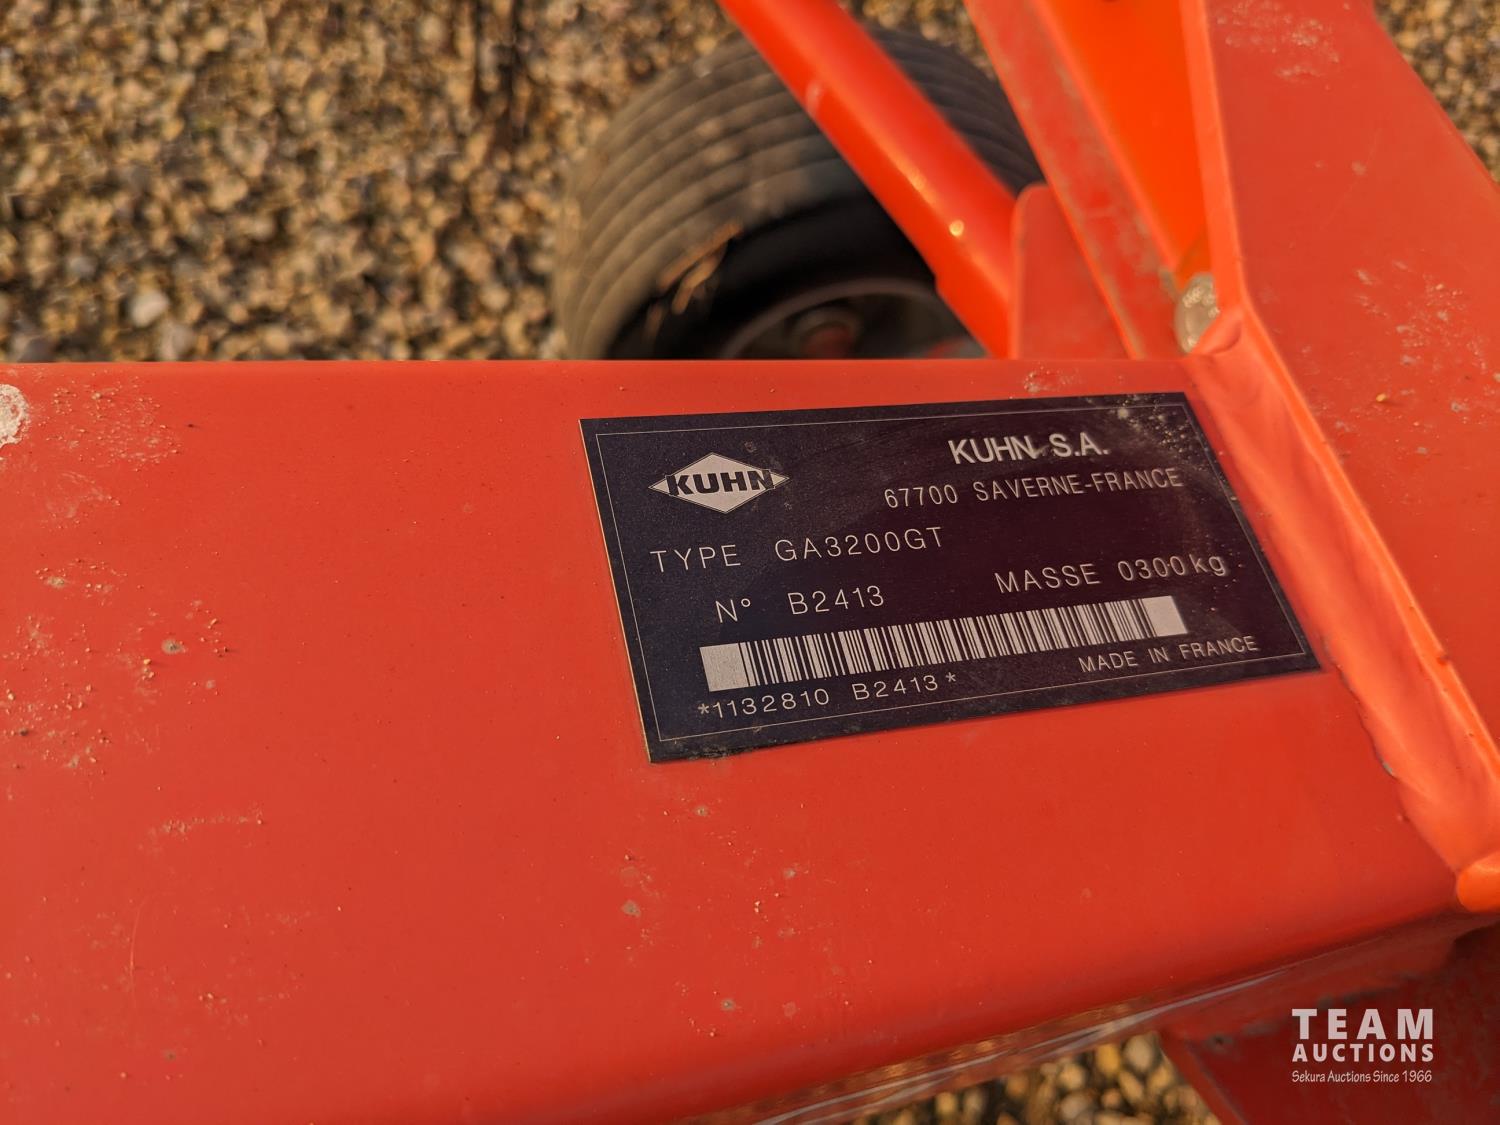 KUHN
KUHN S.A.
67700 SAVERNE-FRANCE
TYPE GA3200GT
N° B2413 MASSE 0300kg
*1132810 B2413*
MADE IN FRANCE
TEAM
AUCTIONS
Sekura Auctions Since 1966